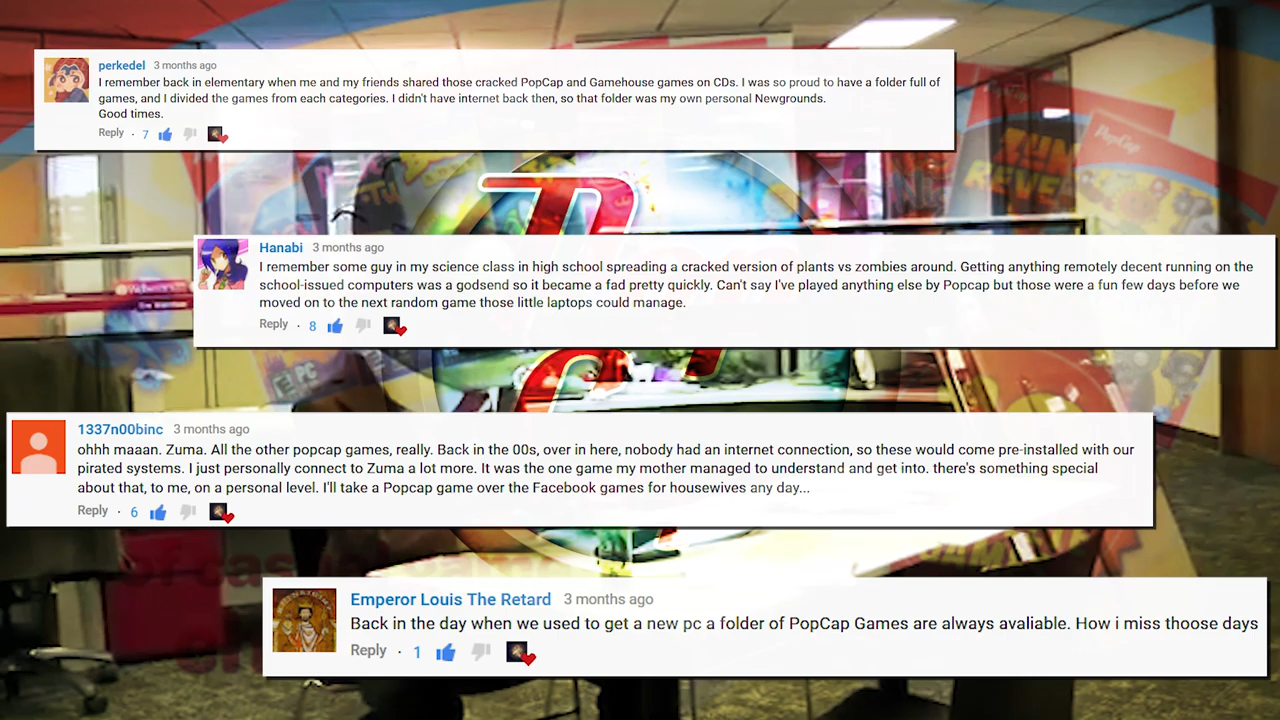 perkedel 3 months ago
I remember back in elementary when me and my friends shared those cracked PopCap and Gamehouse games on CDs. I was so proud to have a folder full of
games, and I divided the games from each categories. I didn't have internet back then, so that folder was my own personal Newgrounds.
Good times.
Reply · 7
PopCap
Hanabi 3 months ago
I remember some guy in my science class in high school spreading a cracked version of plants vs zombies around. Getting anything remotely decent running on the
school-issued computers was a godsend so it became a fad pretty quickly. Can't say I've played anything else by Popcap but those were a fun few days before we
moved on to the next random game those little laptops could manage.
Reply · 8
PC
1337n00binc 3 months ago
ohhh maaan. Zuma. All the other popcap games, really. Back in the 00s, over in here, nobody had an internet connection, so these would come pre-installed with our
pirated systems. I just personally connect to Zuma a lot more. It was the one game my mother managed to understand and get into. there's something special
about that, to me, on a personal level. I'll take a Popcap game over the Facebook games for housewives any day...
Reply · 6
Emperor Louis The Retard 3 months ago
Back in the day when we used to get a new pc a folder of PopCap Games are always avaliable. How i miss thoose days
Reply · 1